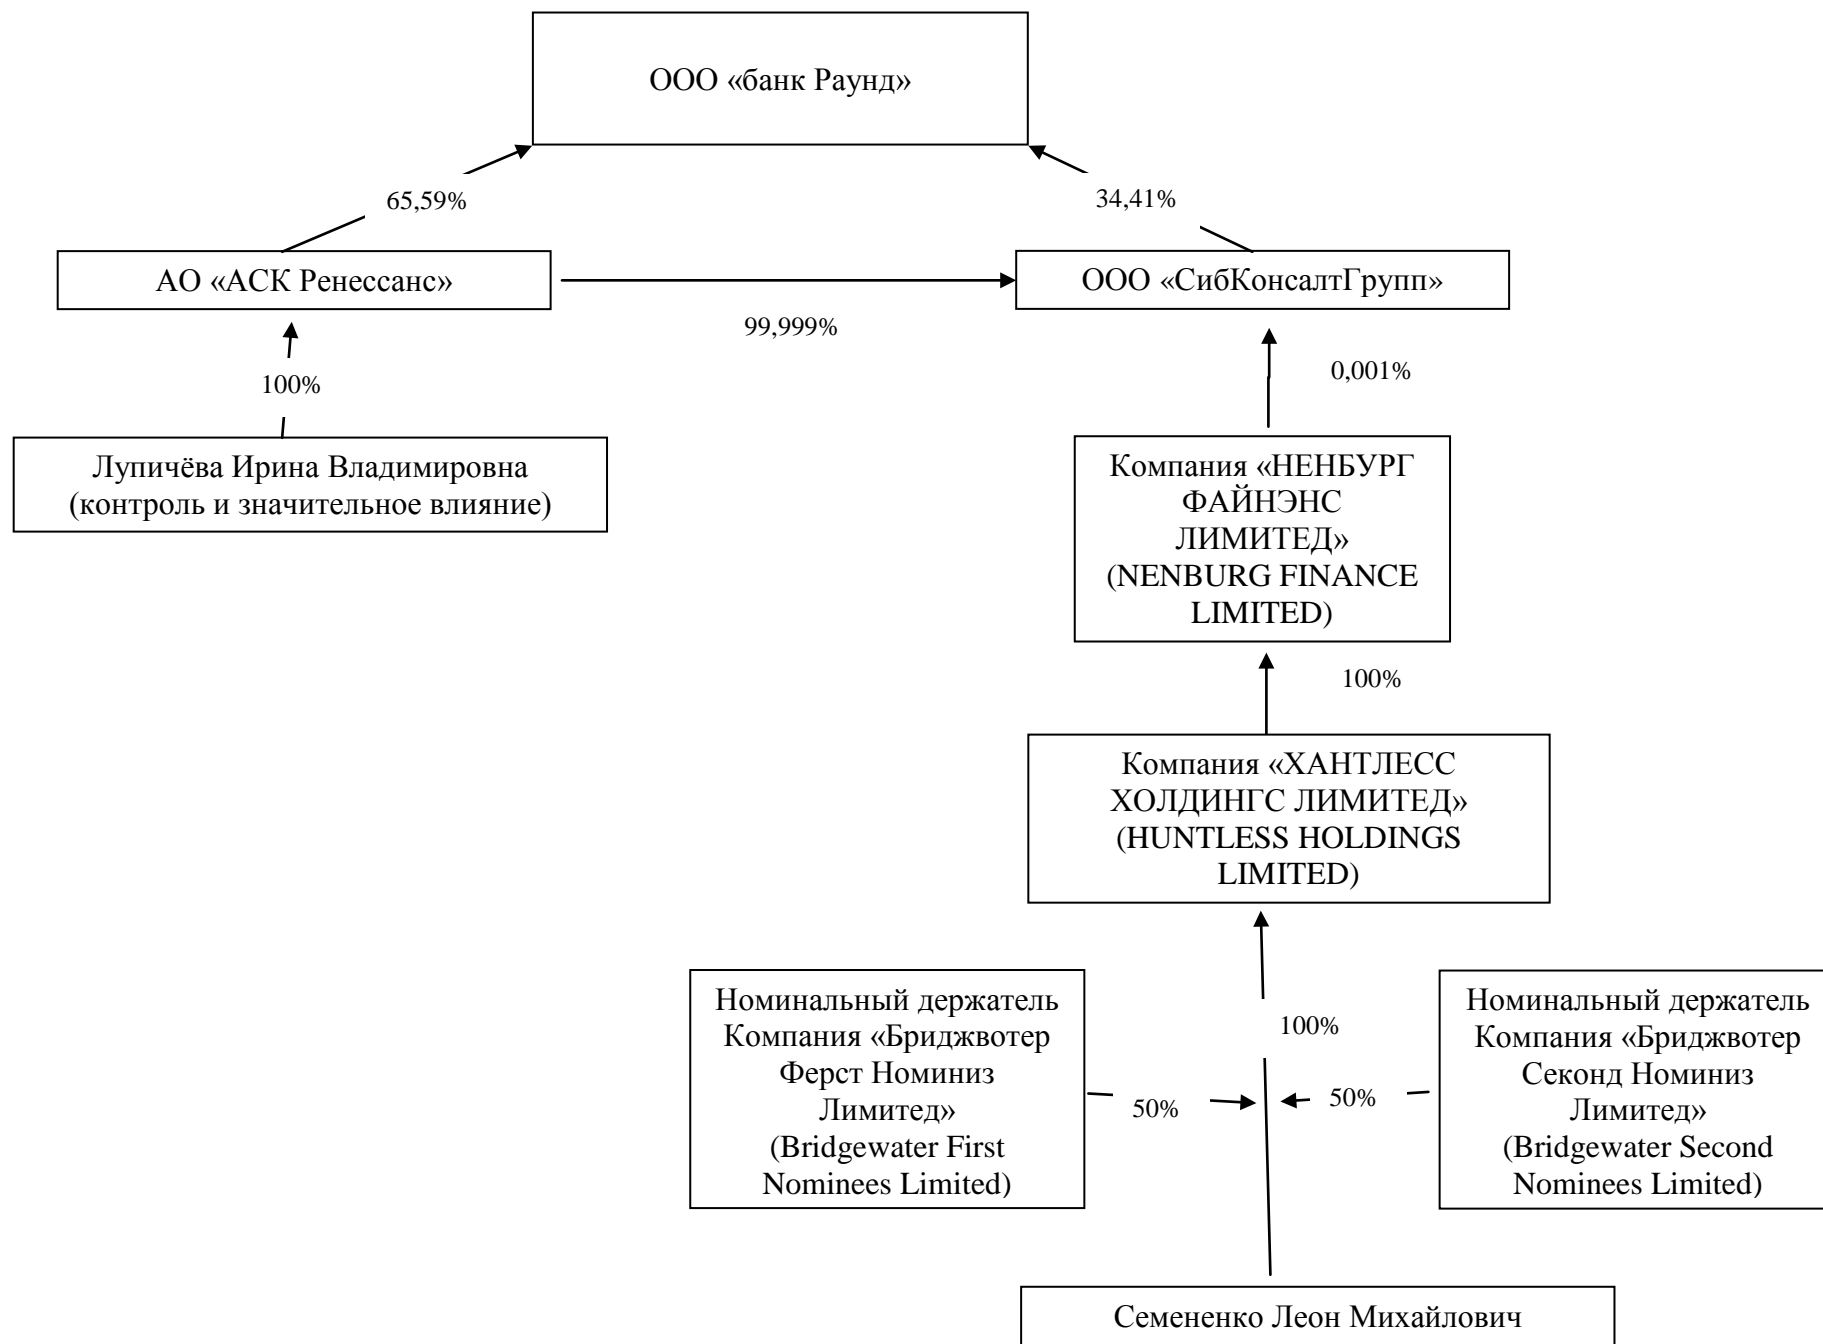 ООО «банк Раунд»
65,59%
34,41%
АО «АСК Ренессанс»
ООО «СибКонсалтГрупп»
99,999%
100%
0,001%
Лупичёва Ирина Владимировна
(контроль и значительное влияние)
Компания «НЕНБУРГ
ФАЙНЭНС
ЛИМИТЕД»
(NENBURG FINANCE
LIMITED)
100%
Компания «ХАНТЛЕСС
ХОЛДИНГС ЛИМИТЕД»
(HUNTLESS HOLDINGS
LIMITED)
Номинальный держатель
Компания «Бриджвотер
Ферст Номиниз
Лимитед»
(Bridgewater First
Nominees Limited)
50%
100%
50%
Номинальный держатель
Компания «Бриджвотер
Секонд Номиниз
Лимитед»
(Bridgewater Second
Nominees Limited)
Семененко Леон Михайлович